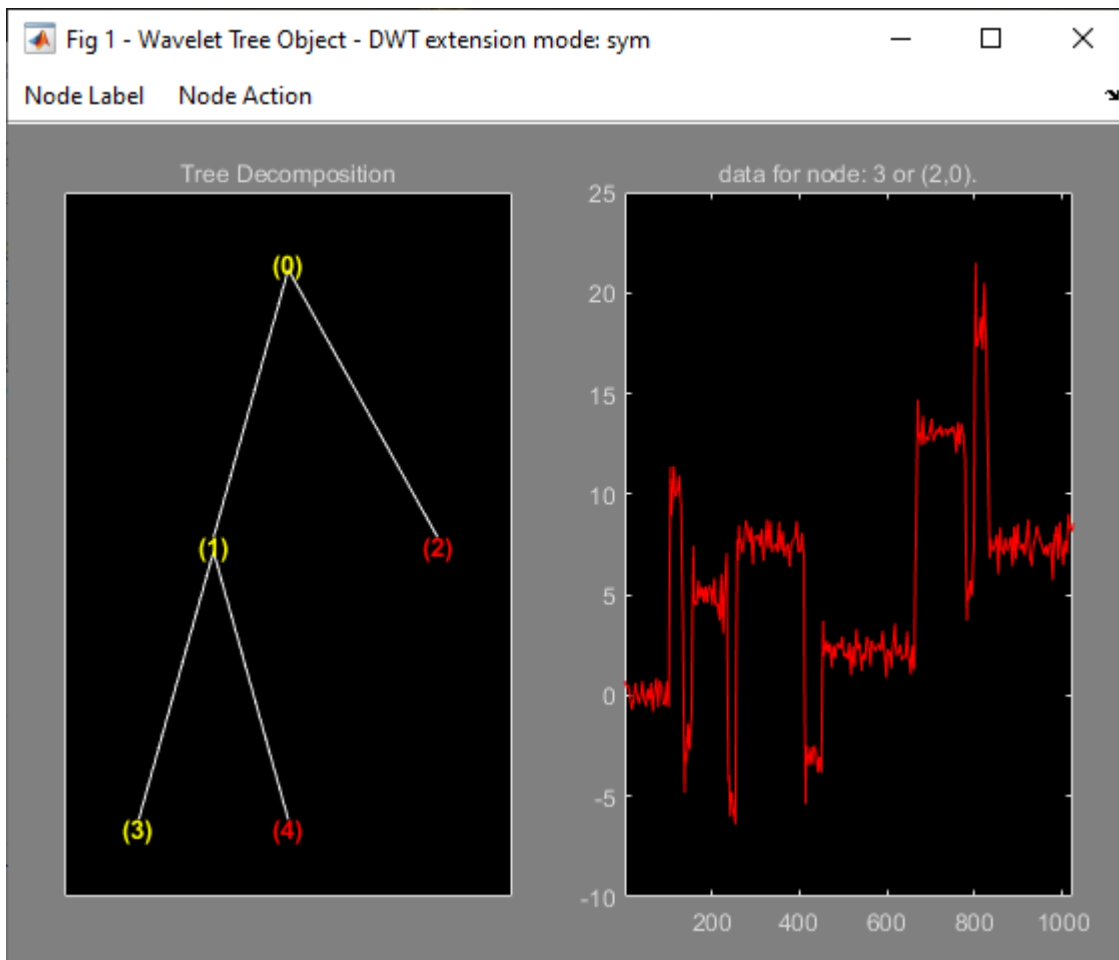 Fig 1 - Wavelet Tree Object - DWT extension mode: sym
Node Label Node Action
Tree Decomposition
(0)
(1)
(2)
(3)
(4)
data for node: 3 or (2,0).
25
20
15
10
5
0
-5
-10
200 400 600 800 1000